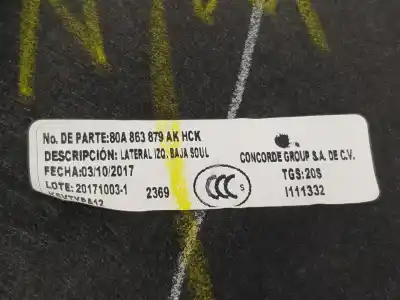 No. DE PARTE:80A 863 879 AK HCK
DESCRIPCIÓN: LATERAL IZQ. BAJA SOUL
FECHA:03/10/2017
LOTE: 20171003-1 2369
CCC S
CONCORDE GROUP S.A. DE C.V.
TGS:20S
I111332